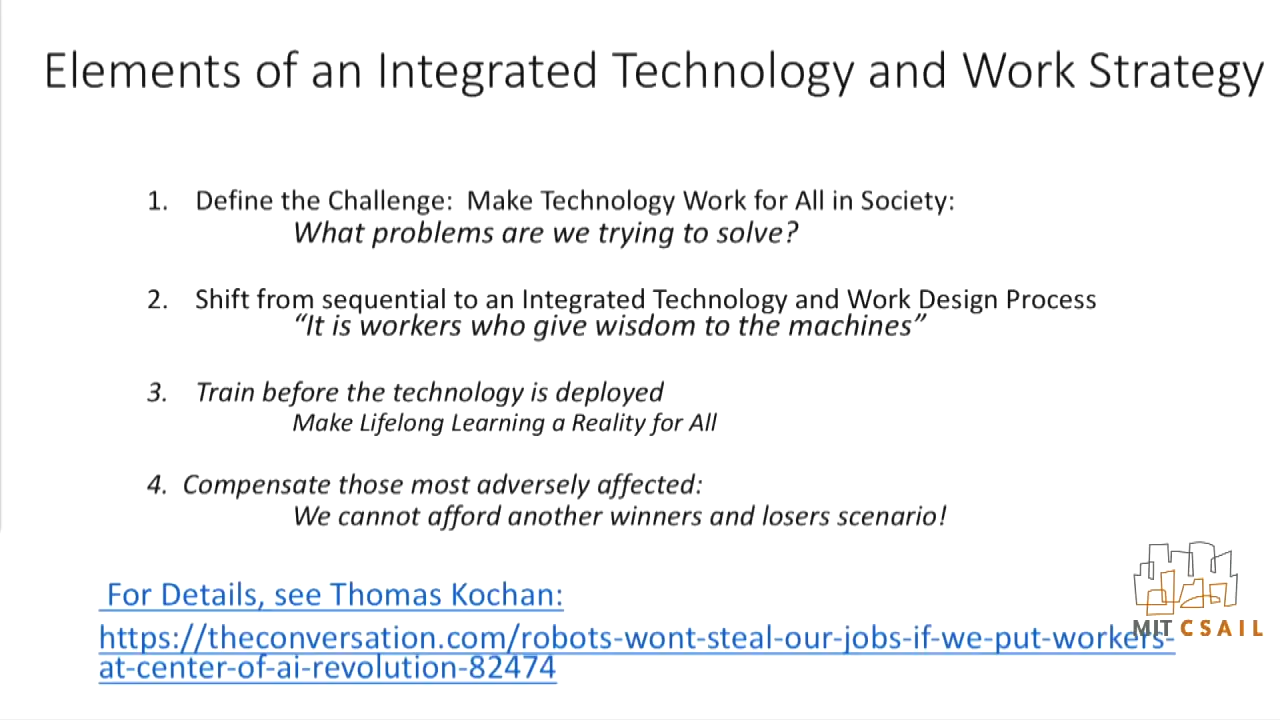 Elements of an Integrated Technology and Work Strategy
1. Define the Challenge: Make Technology Work for All in Society:
What problems are we trying to solve?
2. Shift from sequential to an Integrated Technology and Work Design Process
“It is workers who give wisdom to the machines”
3. Train before the technology is deployed
Make Lifelong Learning a Reality for All
4. Compensate those most adversely affected:
We cannot afford another winners and losers scenario!
For Details, see Thomas Kochan:
https://theconversation.com/robots-wont-steal-our-jobs-if-we-put-workers-
at-center-of-ai-revolution-82474
MIT CSAIL